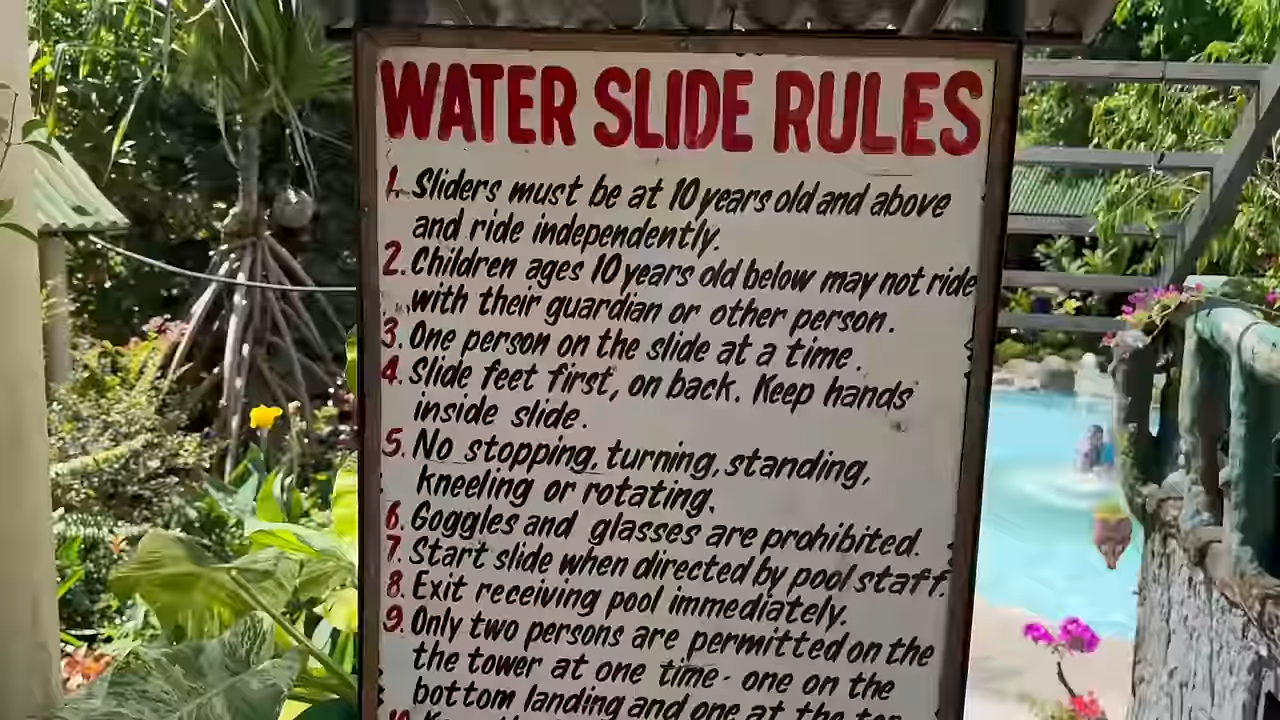 WATER SLIDE RULES
1. Sliders must be at 10 years old and above
and ride independently.
2. Children ages 10 years old below may not ride
with their guardian or other person.
3. One person on the slide at a time.
4. Slide feet first, on back. Keep hands
inside slide.
5. No stopping, turning, standing,
kneeling or rotating.
6. Goggles and glasses are prohibited.
7. Start slide when directed by pool staff.
8. Exit receiving pool immediately.
9. Only two persons are permitted on the
the tower at one time - one on the
bottom landing and one at the top
10.